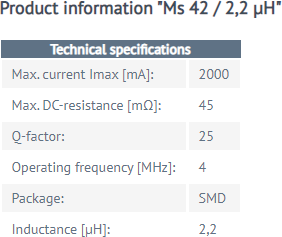 Product information "Ms 42 / 2,2 µH"
Technical specifications
Max. current Imax [mA]: 2000
Max. DC-resistance [mΩ]: 45
Q-factor: 25
Operating frequency [MHz]: 4
Package: SMD
Inductance [µH]: 2,2